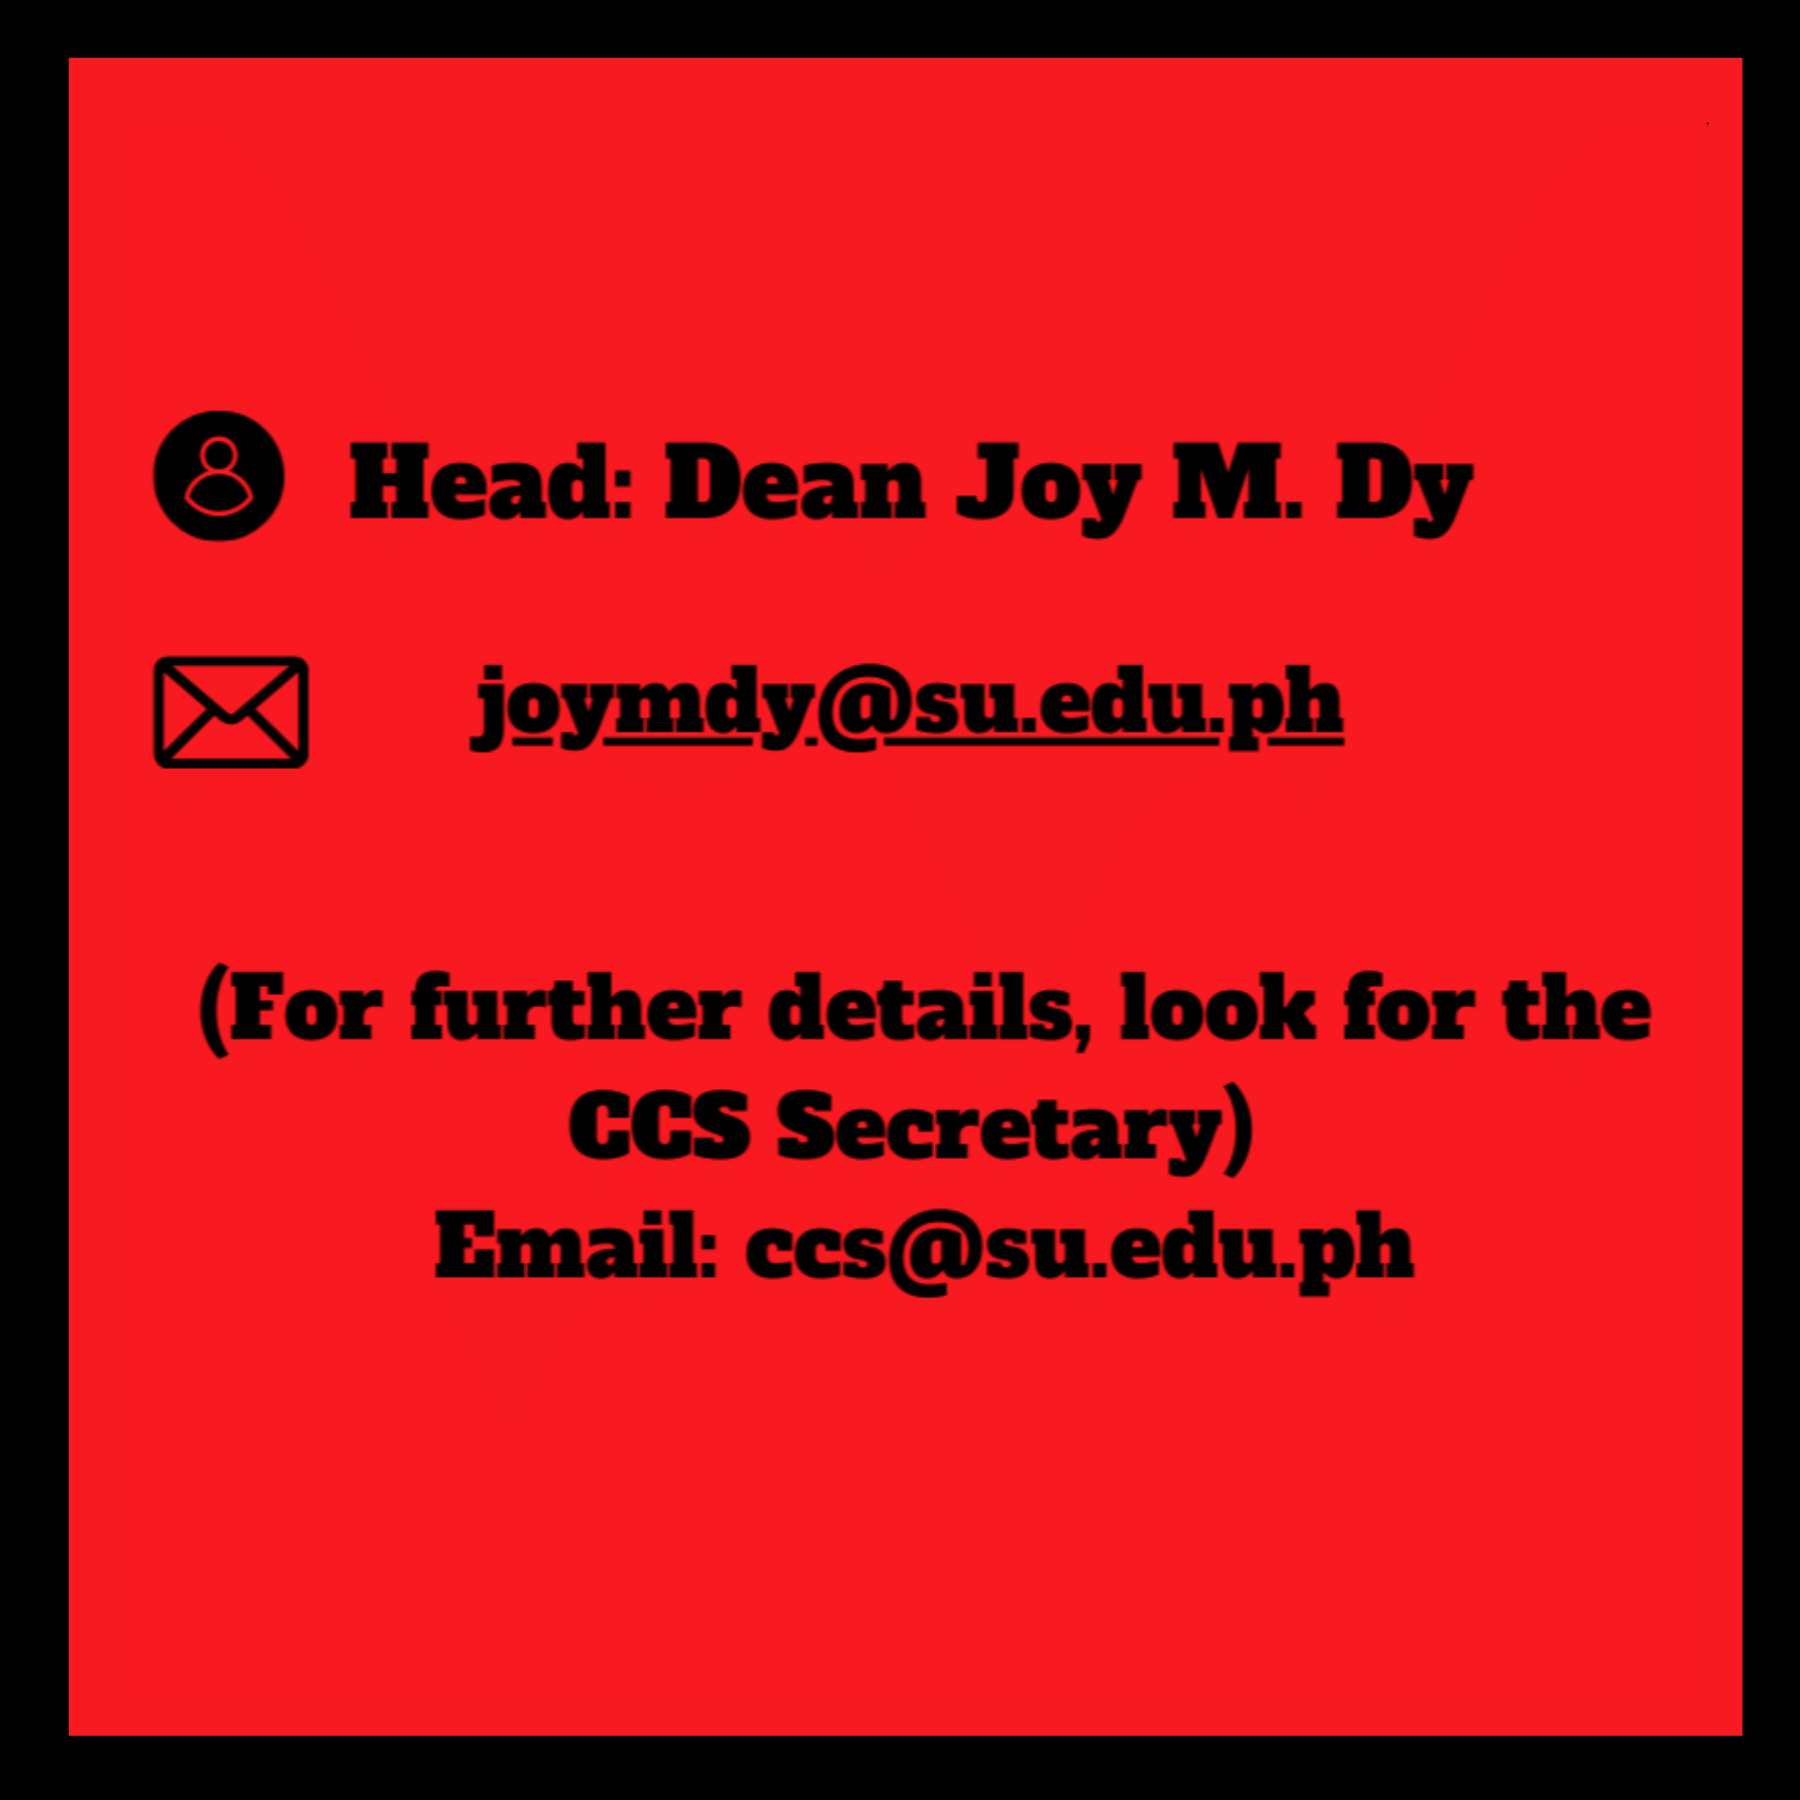 Head: Dean Joy M. Dy
joymdy@su.edu.ph
(For further details, look for the
CCS Secretary)
Email: ccs@su.edu.ph